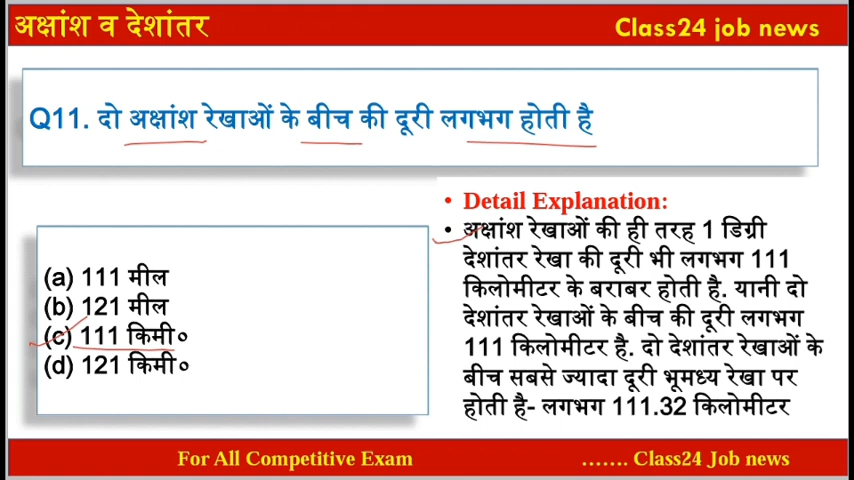 अक्षांश व देशांतर
Class24 job news
Q11. दो अक्षांश रेखाओं के बीच की दूरी लगभग होती है
(a) 111 मील
(b) 121 मील
(c) 111 किमी०
(d) 121 किमी०
• Detail Explanation:
• अक्षांश रेखाओं की ही तरह 1 डिग्री
देशांतर रेखा की दूरी भी लगभग 111
किलोमीटर के बराबर होती है. यानी दो
देशांतर रेखाओं के बीच की दूरी लगभग
111 किलोमीटर है. दो देशांतर रेखाओं के
बीच सबसे ज्यादा दूरी भूमध्य रेखा पर
होती है- लगभग 111.32 किलोमीटर
For All Competitive Exam
……. Class24 Job news